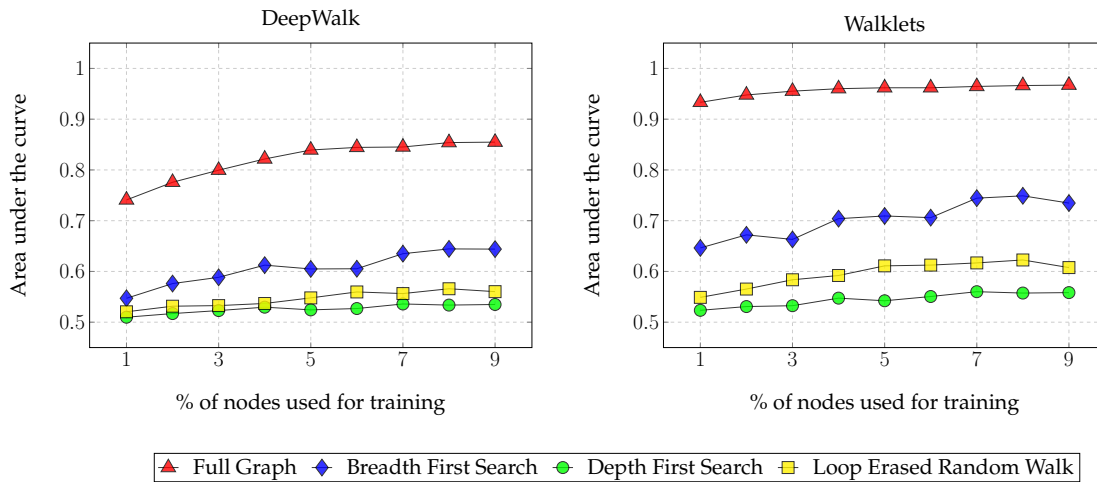 DeepWalk
Area under the curve
1
0.9
0.8
0.7
0.6
0.5
1 3 5 7 9
% of nodes used for training
Walklets
Area under the curve
1
0.9
0.8
0.7
0.6
0.5
1 3 5 7 9
% of nodes used for training
Full Graph Breadth First Search Depth First Search Loop Erased Random Walk